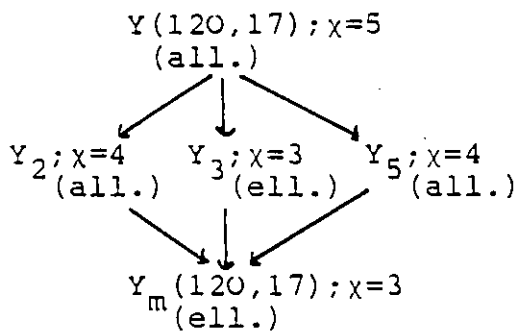 Y(120,17);χ=5
(all.)
Y2;χ=4 Y3;χ=3 Y5;χ=4
(all.) (ell.) (all.)
Ym(120,17);χ=3
(ell.)